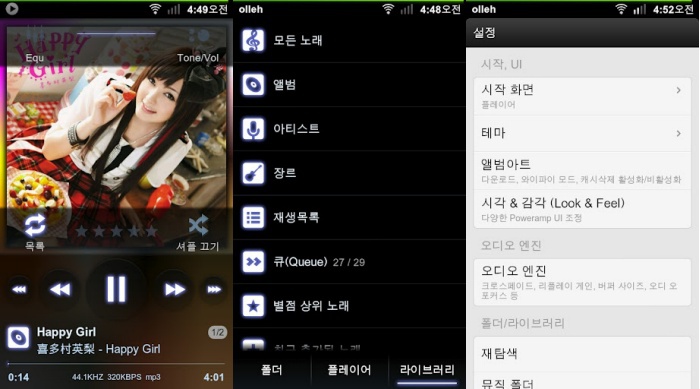 4:49오전
HAPPY
Girl
Equ
Tone/Vol
목록
셔플 끄기
Happy Girl
1/2
喜多村英梨 - Happy Girl
0:14
44.1KHZ 320KBPS mp3
4:01
olleh
4:48오전
모든 노래
앨범
아티스트
장르
재생목록
큐(Queue) 27 / 29
별점 상위 노래
최근 추가된 노래
폴더
플레이어
라이브러리
olleh
4:52오전
설정
시작, UI
시작 화면
플레이어
테마
앨범아트
다운로드, 와이파이 모드, 캐시삭제 활성화/비활성화
시각 & 감각 (Look & Feel)
다양한 Poweramp UI 조정
오디오 엔진
오디오 엔진
크로스페이드, 리플레이 게인, 버퍼 사이즈, 오디 오
포커스 등
폴더/라이브러리
재탐색
뮤직 폴더